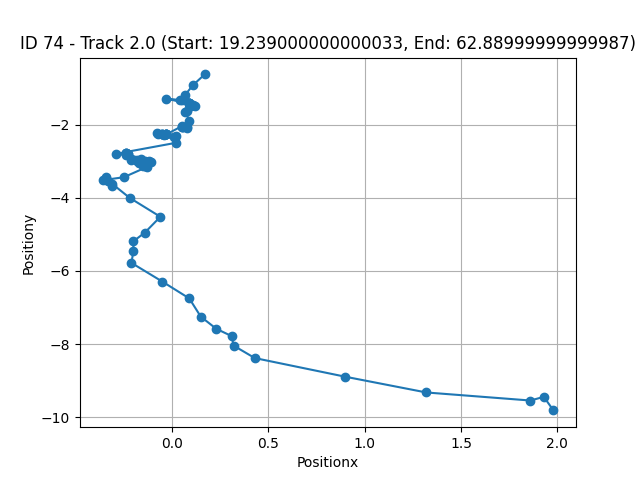 ID 74 - Track 2.0 (Start: 19.239000000000033, End: 62.88999999999987)
Positiony
−2
−4
−6
−8
−10
0.0 0.5 1.0 1.5 2.0
Positionx